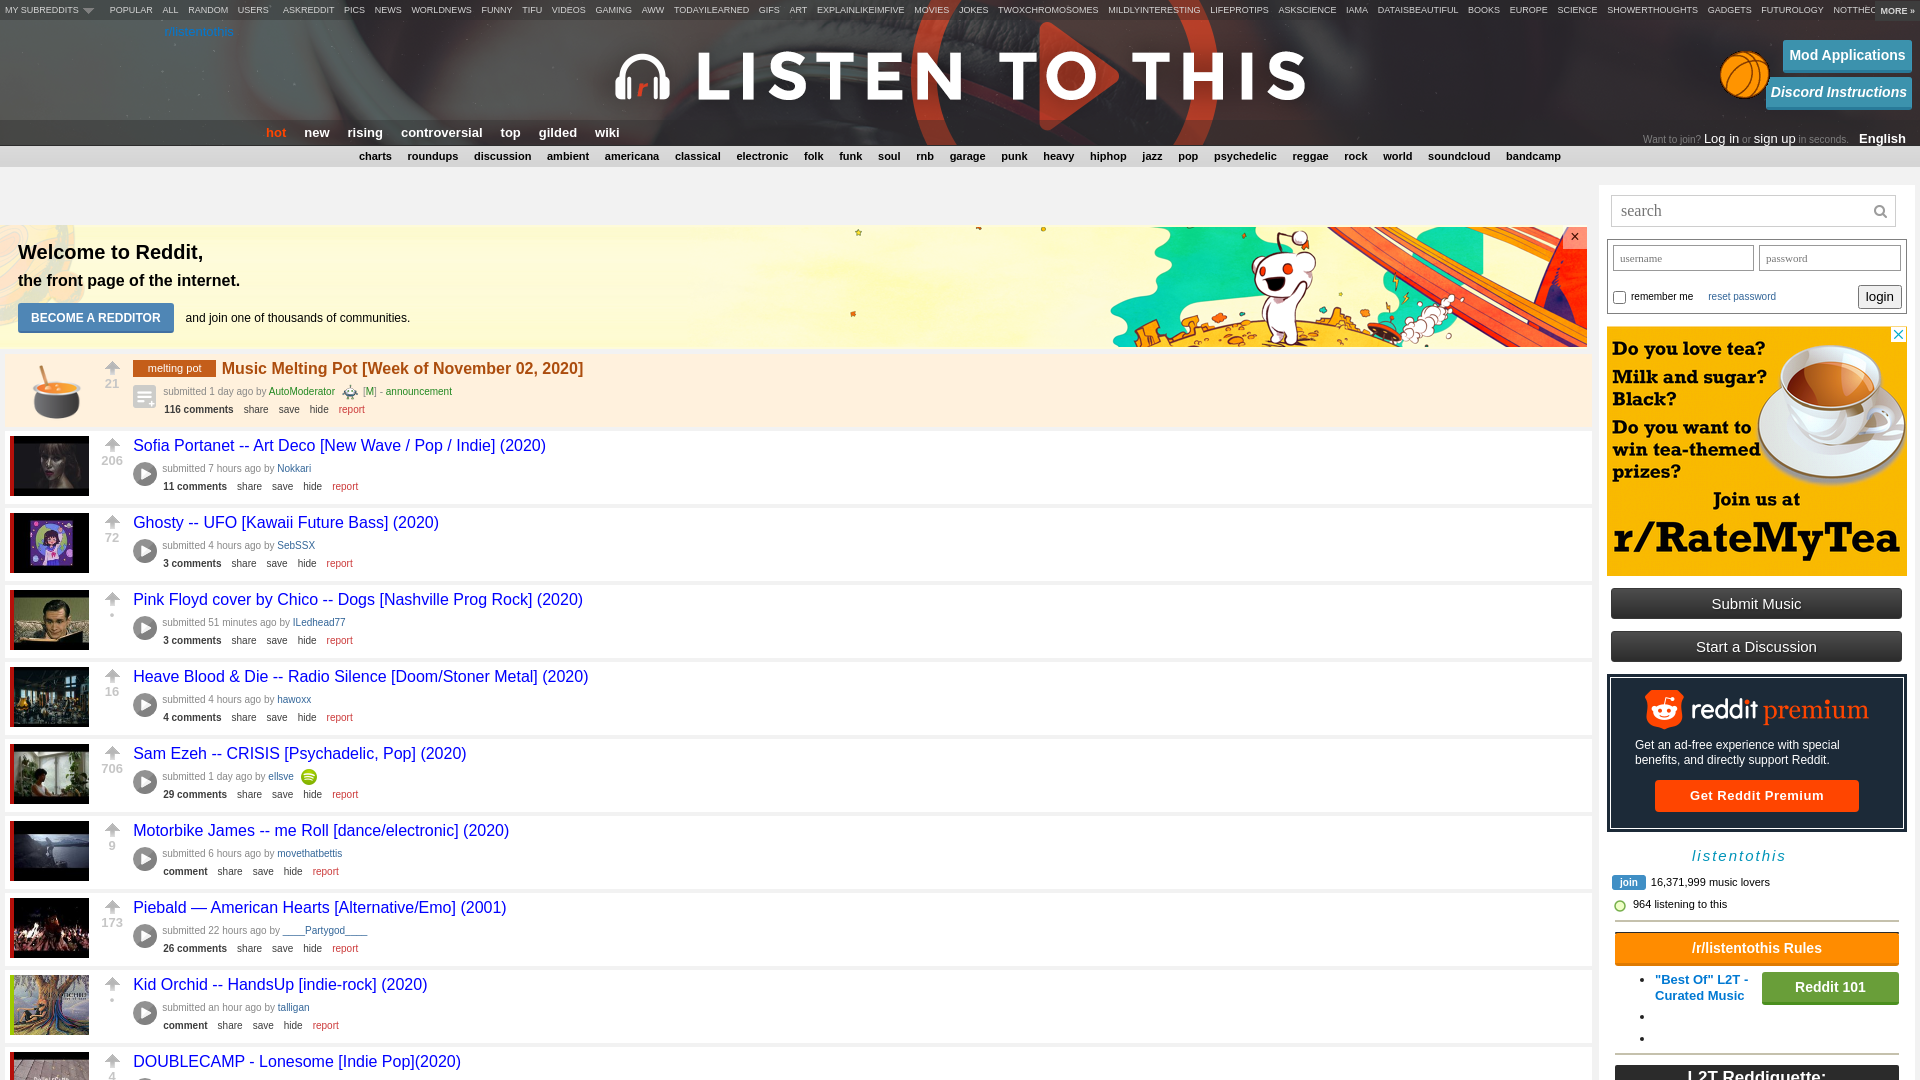 MY SUBREDDITS POPULAR ALL RANDOM USERS ASKREDDIT PICS NEWS WORLDNEWS FUNNY TIFU VIDEOS GAMING AWW TODAYILEARNED GIFS ART EXPLAINLIKEIMFIVE MOVIES JOKES TWOXCHROMOSOMES MILDLYINTERESTING LIFEPROTIPS ASKSCIENCE IAMA DATAISBEAUTIFUL BOOKS EUROPE SCIENCE SHOWERTHOUGHTS GADGETS FUTUROLOGY MORE »
LISTEN TO THIS
Mod Applications
Discord Instructions
hot new rising controversial top gilded wiki
Want to join? Log in or sign up in seconds. English
charts roundups discussion ambient americana classical electronic folk funk soul rnb garage punk heavy hiphop jazz pop psychedelic reggae rock world soundcloud bandcamp
search
Welcome to Reddit,
the front page of the internet.
BECOME A REDDITOR and join one of thousands of communities.
×
username password
remember me reset password login
21
melting pot Music Melting Pot [Week of November 02, 2020]
submitted 1 day ago by AutoModerator [M] - announcement
116 comments share save hide report
206
Sofia Portanet -- Art Deco [New Wave / Pop / Indie] (2020)
submitted 7 hours ago by Nokkari
11 comments share save hide report
72
Ghosty -- UFO [Kawaii Future Bass] (2020)
submitted 4 hours ago by SebSSX
3 comments share save hide report
•
Pink Floyd cover by Chico -- Dogs [Nashville Prog Rock] (2020)
submitted 51 minutes ago by ILedhead77
3 comments share save hide report
16
Heave Blood & Die -- Radio Silence [Doom/Stoner Metal] (2020)
submitted 4 hours ago by hawoxx
4 comments share save hide report
706
Sam Ezeh -- CRISIS [Psychadelic, Pop] (2020)
submitted 1 day ago by ellsve
29 comments share save hide report
9
Motorbike James -- me Roll [dance/electronic] (2020)
submitted 6 hours ago by movethatbettis
comment share save hide report
173
Piebald — American Hearts [Alternative/Emo] (2001)
submitted 22 hours ago by ____Partygod____
26 comments share save hide report
•
Kid Orchid -- HandsUp [indie-rock] (2020)
submitted an hour ago by talligan
comment share save hide report
4
DOUBLECAMP - Lonesome [Indie Pop](2020)
Do you love tea?
Milk and sugar?
Black?
Do you want to
win tea-themed
prizes?
Join us at
r/RateMyTea
Submit Music
Start a Discussion
reddit premium
Get an ad-free experience with special
benefits, and directly support Reddit.
Get Reddit Premium
listentothis
join 16,371,999 music lovers
964 listening to this
/r/listentothis Rules
"Best Of" L2T -
Curated Music
Reddit 101
L2T Reddiquette: